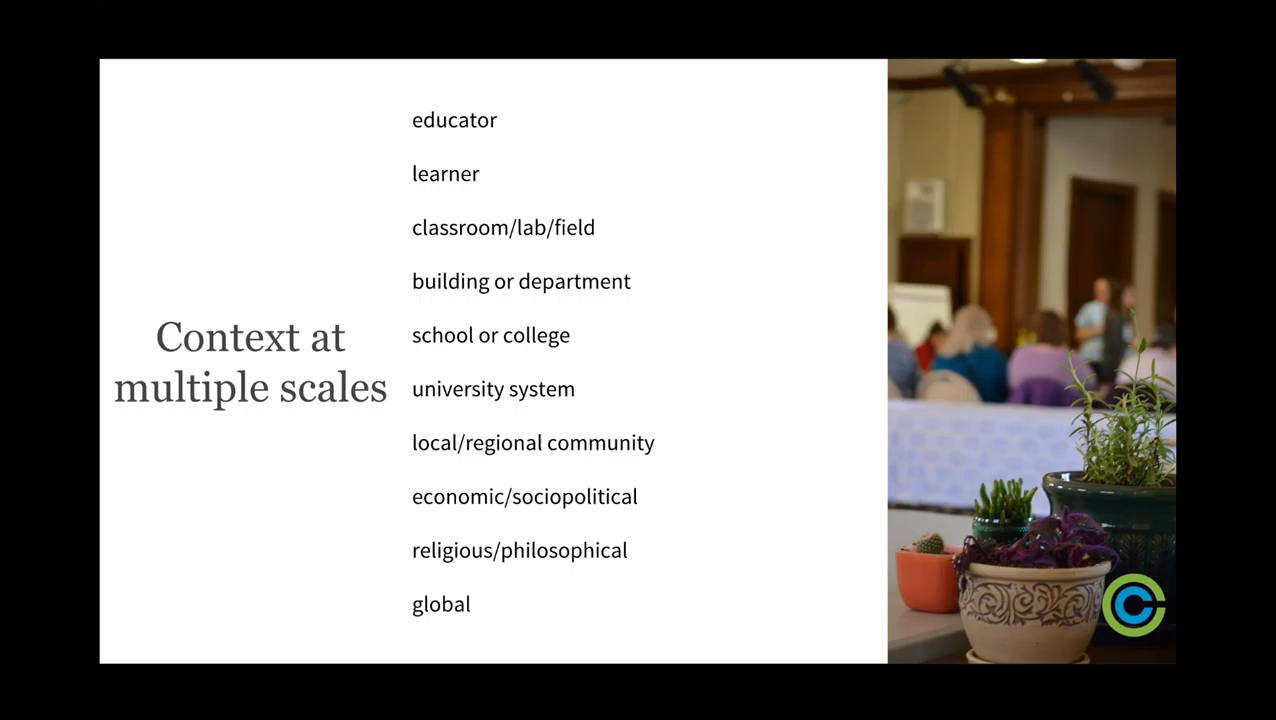 Context at
multiple scales
educator
learner
classroom/lab/field
building or department
school or college
university system
local/regional community
economic/sociopolitical
religious/philosophical
global